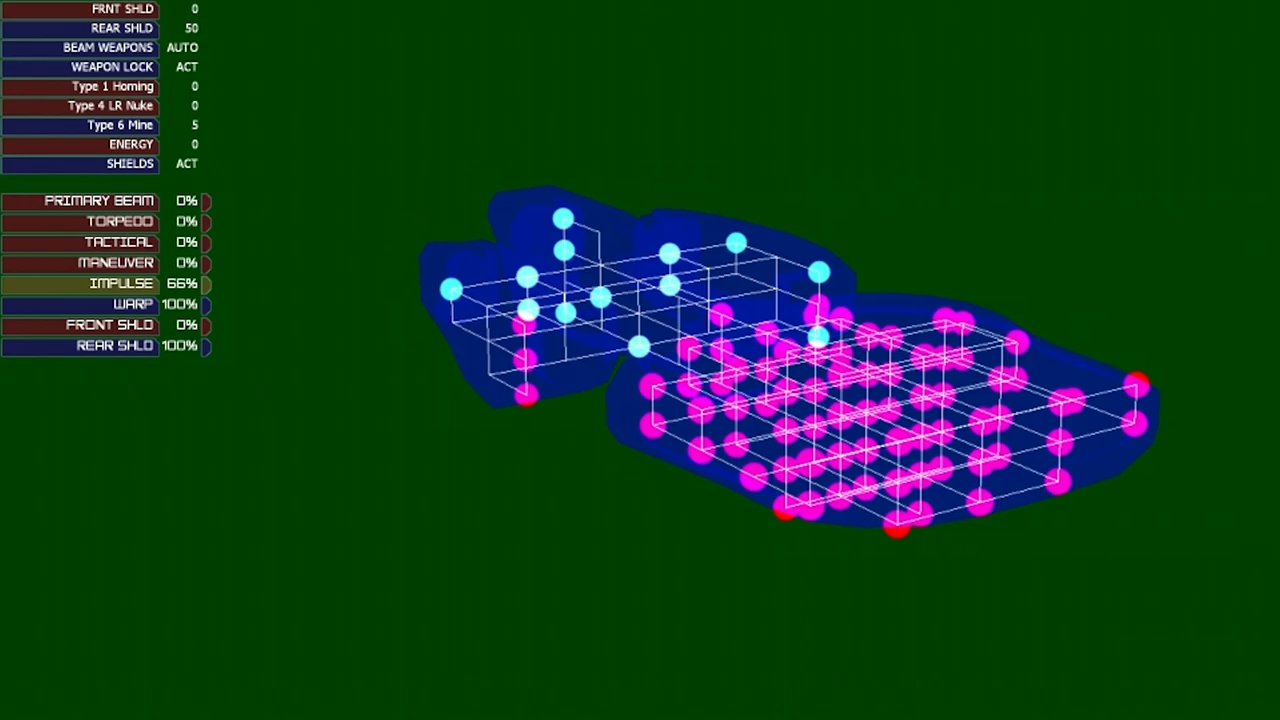 FRNT SHLD 0
REAR SHLD 50
BEAM WEAPONS AUTO
WEAPON LOCK ACT
Type 1 Homing 0
Type 4 LR Nuke 0
Type 6 Mine 5
ENERGY 0
SHIELDS ACT
PRIMARY BEAM 0%
TORPEDO 0%
TACTICAL 0%
MANEUVER 0%
IMPULSE 66%
WARP 100%
FRONT SHLD 0%
REAR SHLD 100%